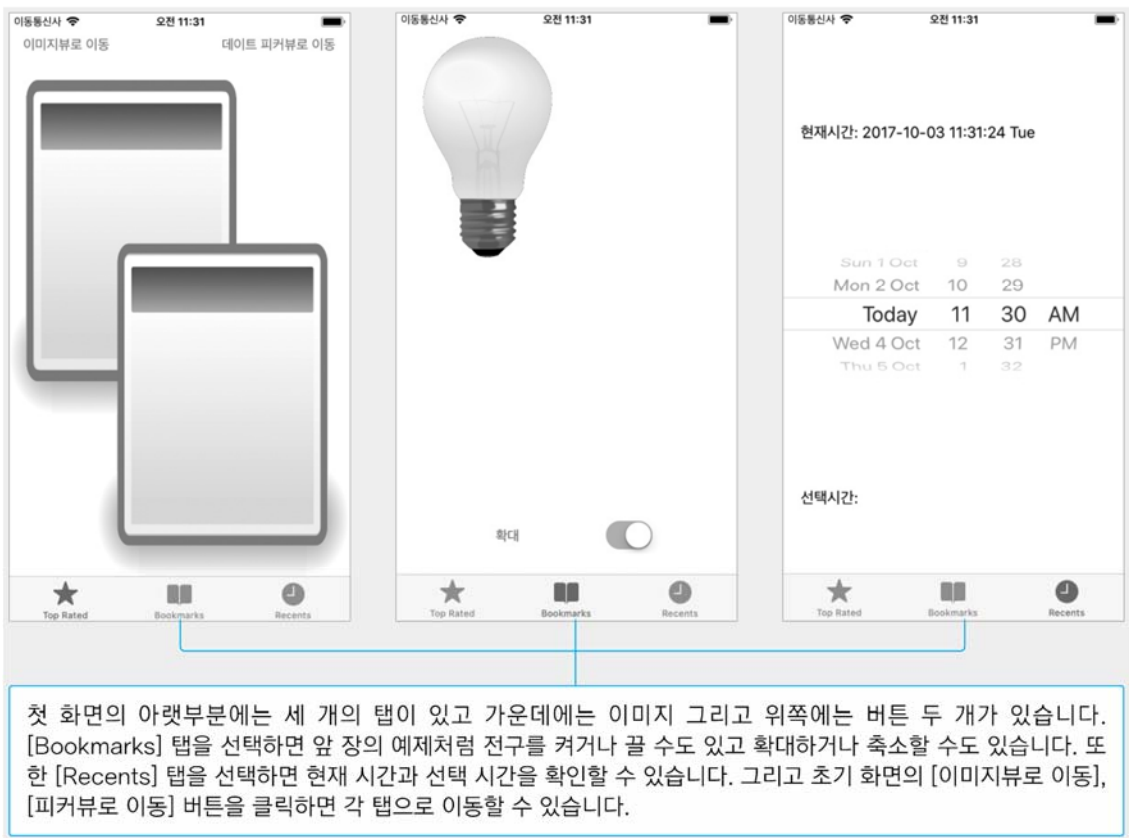 이동통신사 오전 11:31
이미지뷰로 이동 데이트 피커뷰로 이동
Top Rated Bookmarks Recents
이동통신사 오전 11:31
확대
Top Rated Bookmarks Recents
이동통신사 오전 11:31
현재시간: 2017-10-03 11:31:24 Tue
Sun 1 Oct 9 28
Mon 2 Oct 10 29
Today 11 30 AM
Wed 4 Oct 12 31 PM
Thu 5 Oct 1 32
선택시간:
Top Rated Bookmarks Recents
첫 화면의 아랫부분에는 세 개의 탭이 있고 가운데에는 이미지 그리고 위쪽에는 버튼 두 개가 있습니다.
[Bookmarks] 탭을 선택하면 앞 장의 예제처럼 전구를 켜거나 끌 수도 있고 확대하거나 축소할 수도 있습니다. 또
한 [Recents] 탭을 선택하면 현재 시간과 선택 시간을 확인할 수 있습니다. 그리고 초기 화면의 [이미지뷰로 이동],
[피커뷰로 이동] 버튼을 클릭하면 각 탭으로 이동할 수 있습니다.